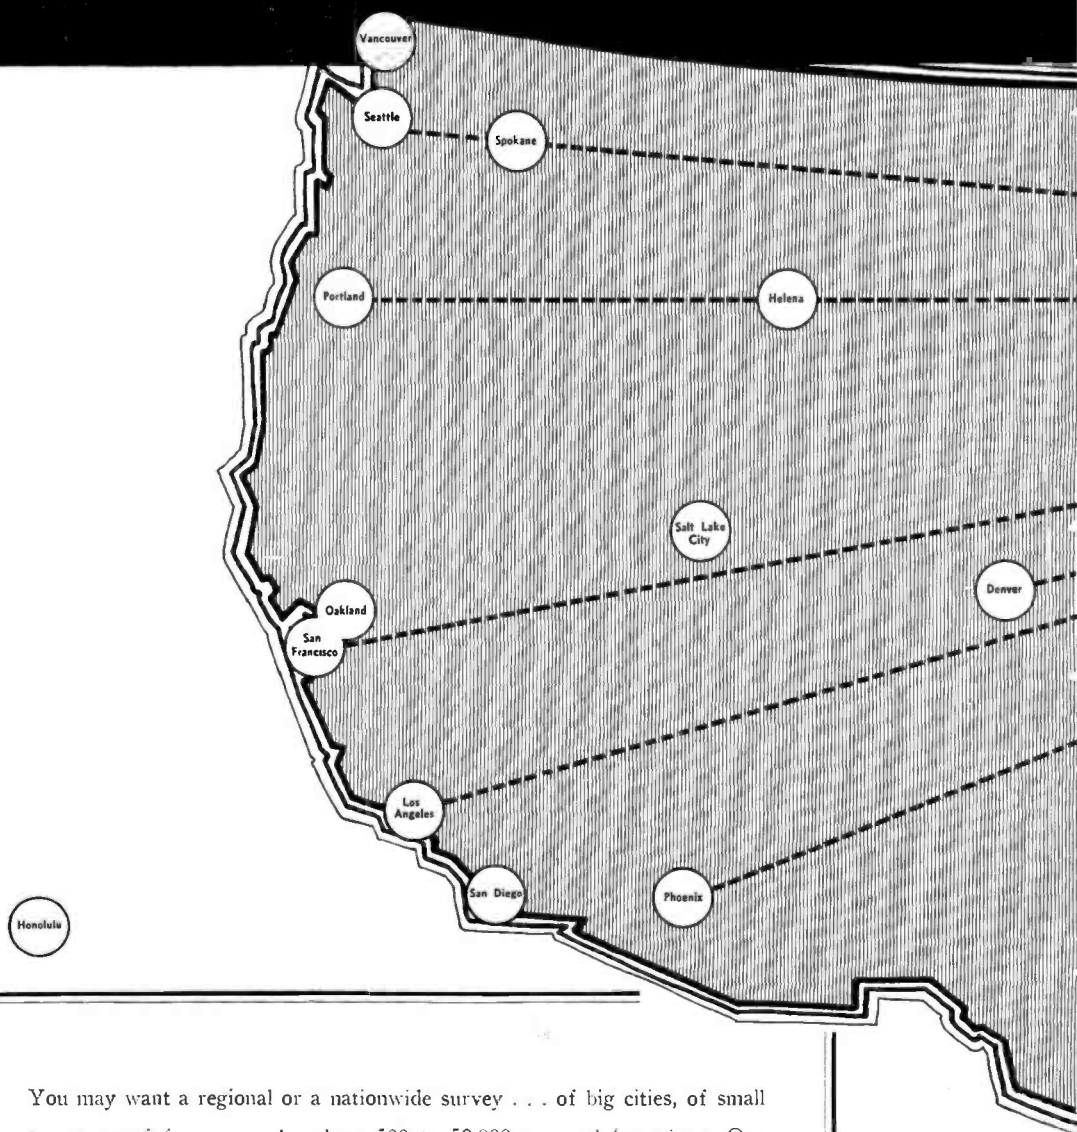 Vancouver
Seattle
Spokane
Portland
Helena
Salt Lake
City
Denver
Oakland
San
Francisco
Los
Angeles
San Diego
Phoenix
Honolulu
You may want a regional or a nationwide survey . . . of big cities, of small